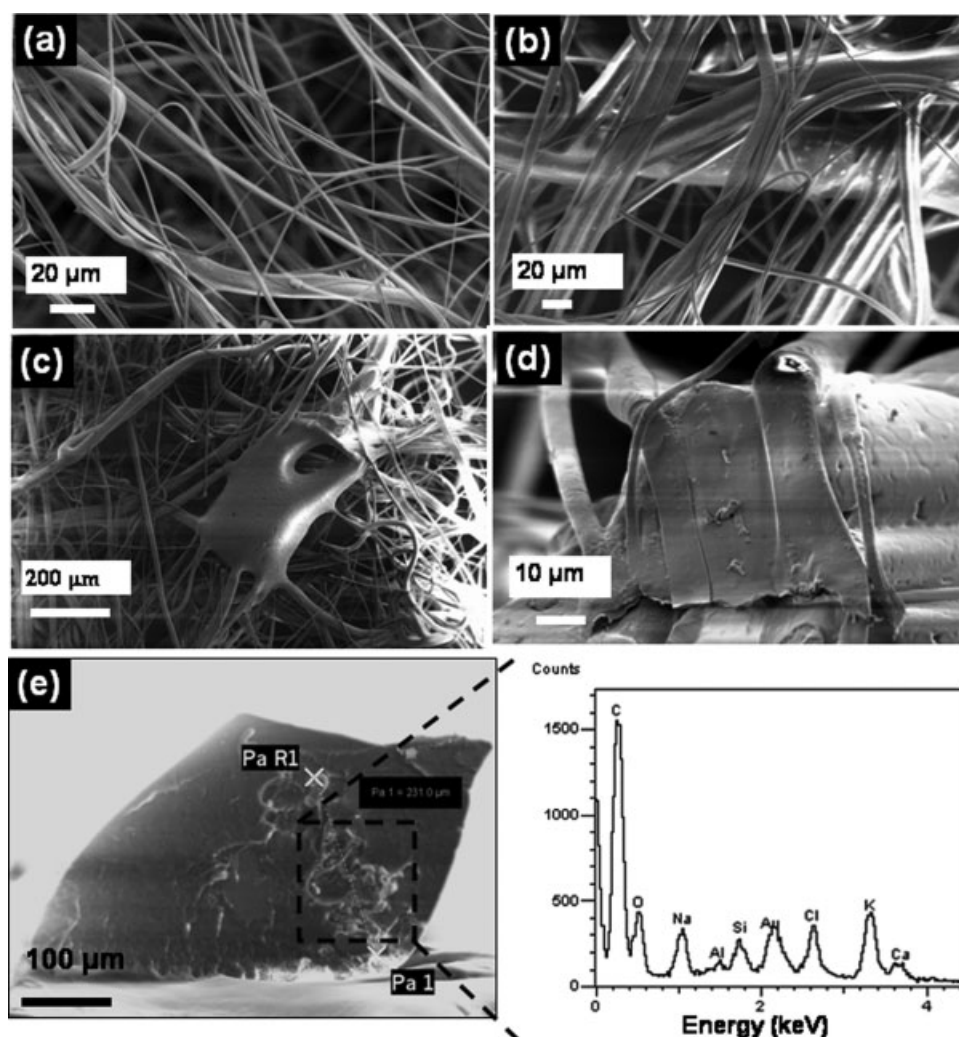 (a)
20 µm
(b)
20 µm
(c)
200 µm
(d)
10 µm
(e)
Pa R1
Pa 1 = 231.0 µm
100 µm
Pa 1
Counts
1500
1000
500
0
C
O
Na
Al
Si
Au
Cl
K
Ca
0
2
4
Energy (keV)